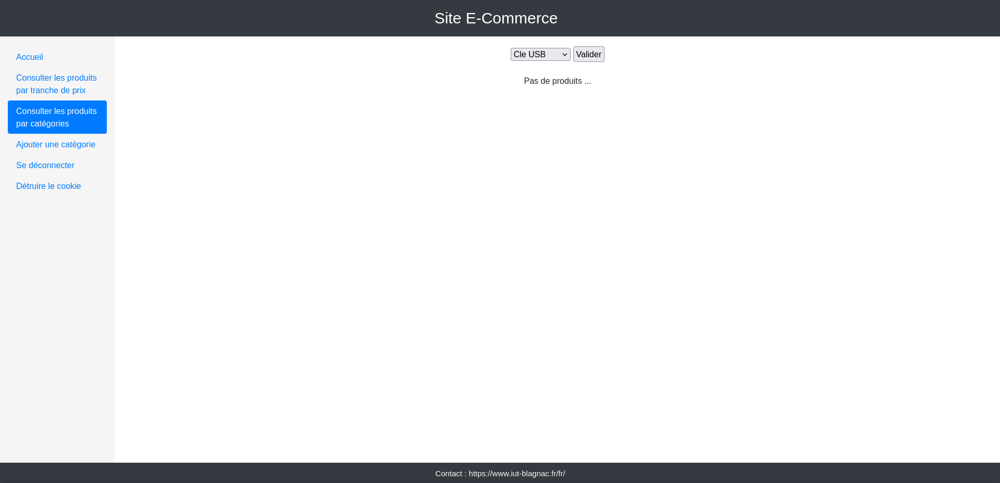 Site E-Commerce
Accueil
Consulter les produits
par tranche de prix
Consulter les produits
par catégories
Ajouter une catégorie
Se déconnecter
Détruire le cookie
Cle USB Valider
Pas de produits ...
Contact : https://www.iut-blagnac.fr/fr/